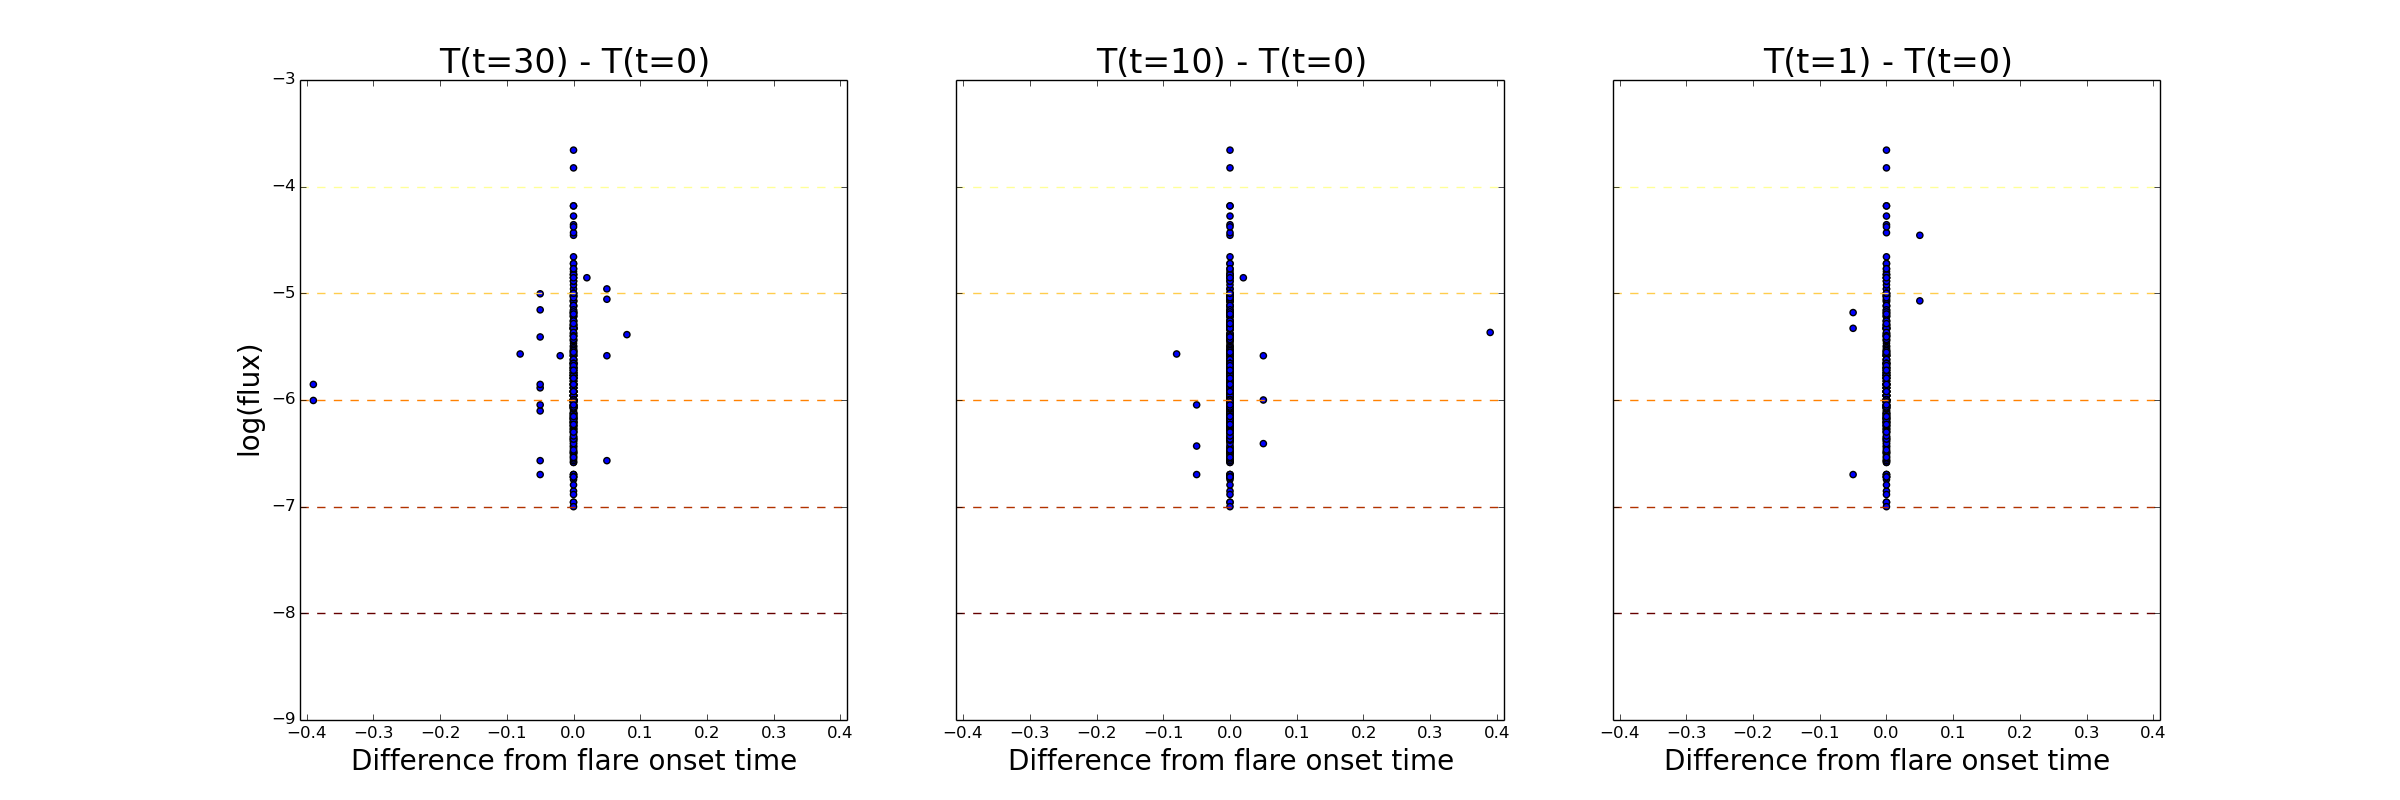 T(t=30) - T(t=0) T(t=10) - T(t=0) T(t=1) - T(t=0)
−3
−4
−5
−6
−7
−8
−9
log(flux)
−0.4 −0.3 −0.2 −0.1 0.0 0.1 0.2 0.3 0.4 −0.4 −0.3 −0.2 −0.1 0.0 0.1 0.2 0.3 0.4 −0.4 −0.3 −0.2 −0.1 0.0 0.1 0.2 0.3 0.4
Difference from flare onset time Difference from flare onset time Difference from flare onset time